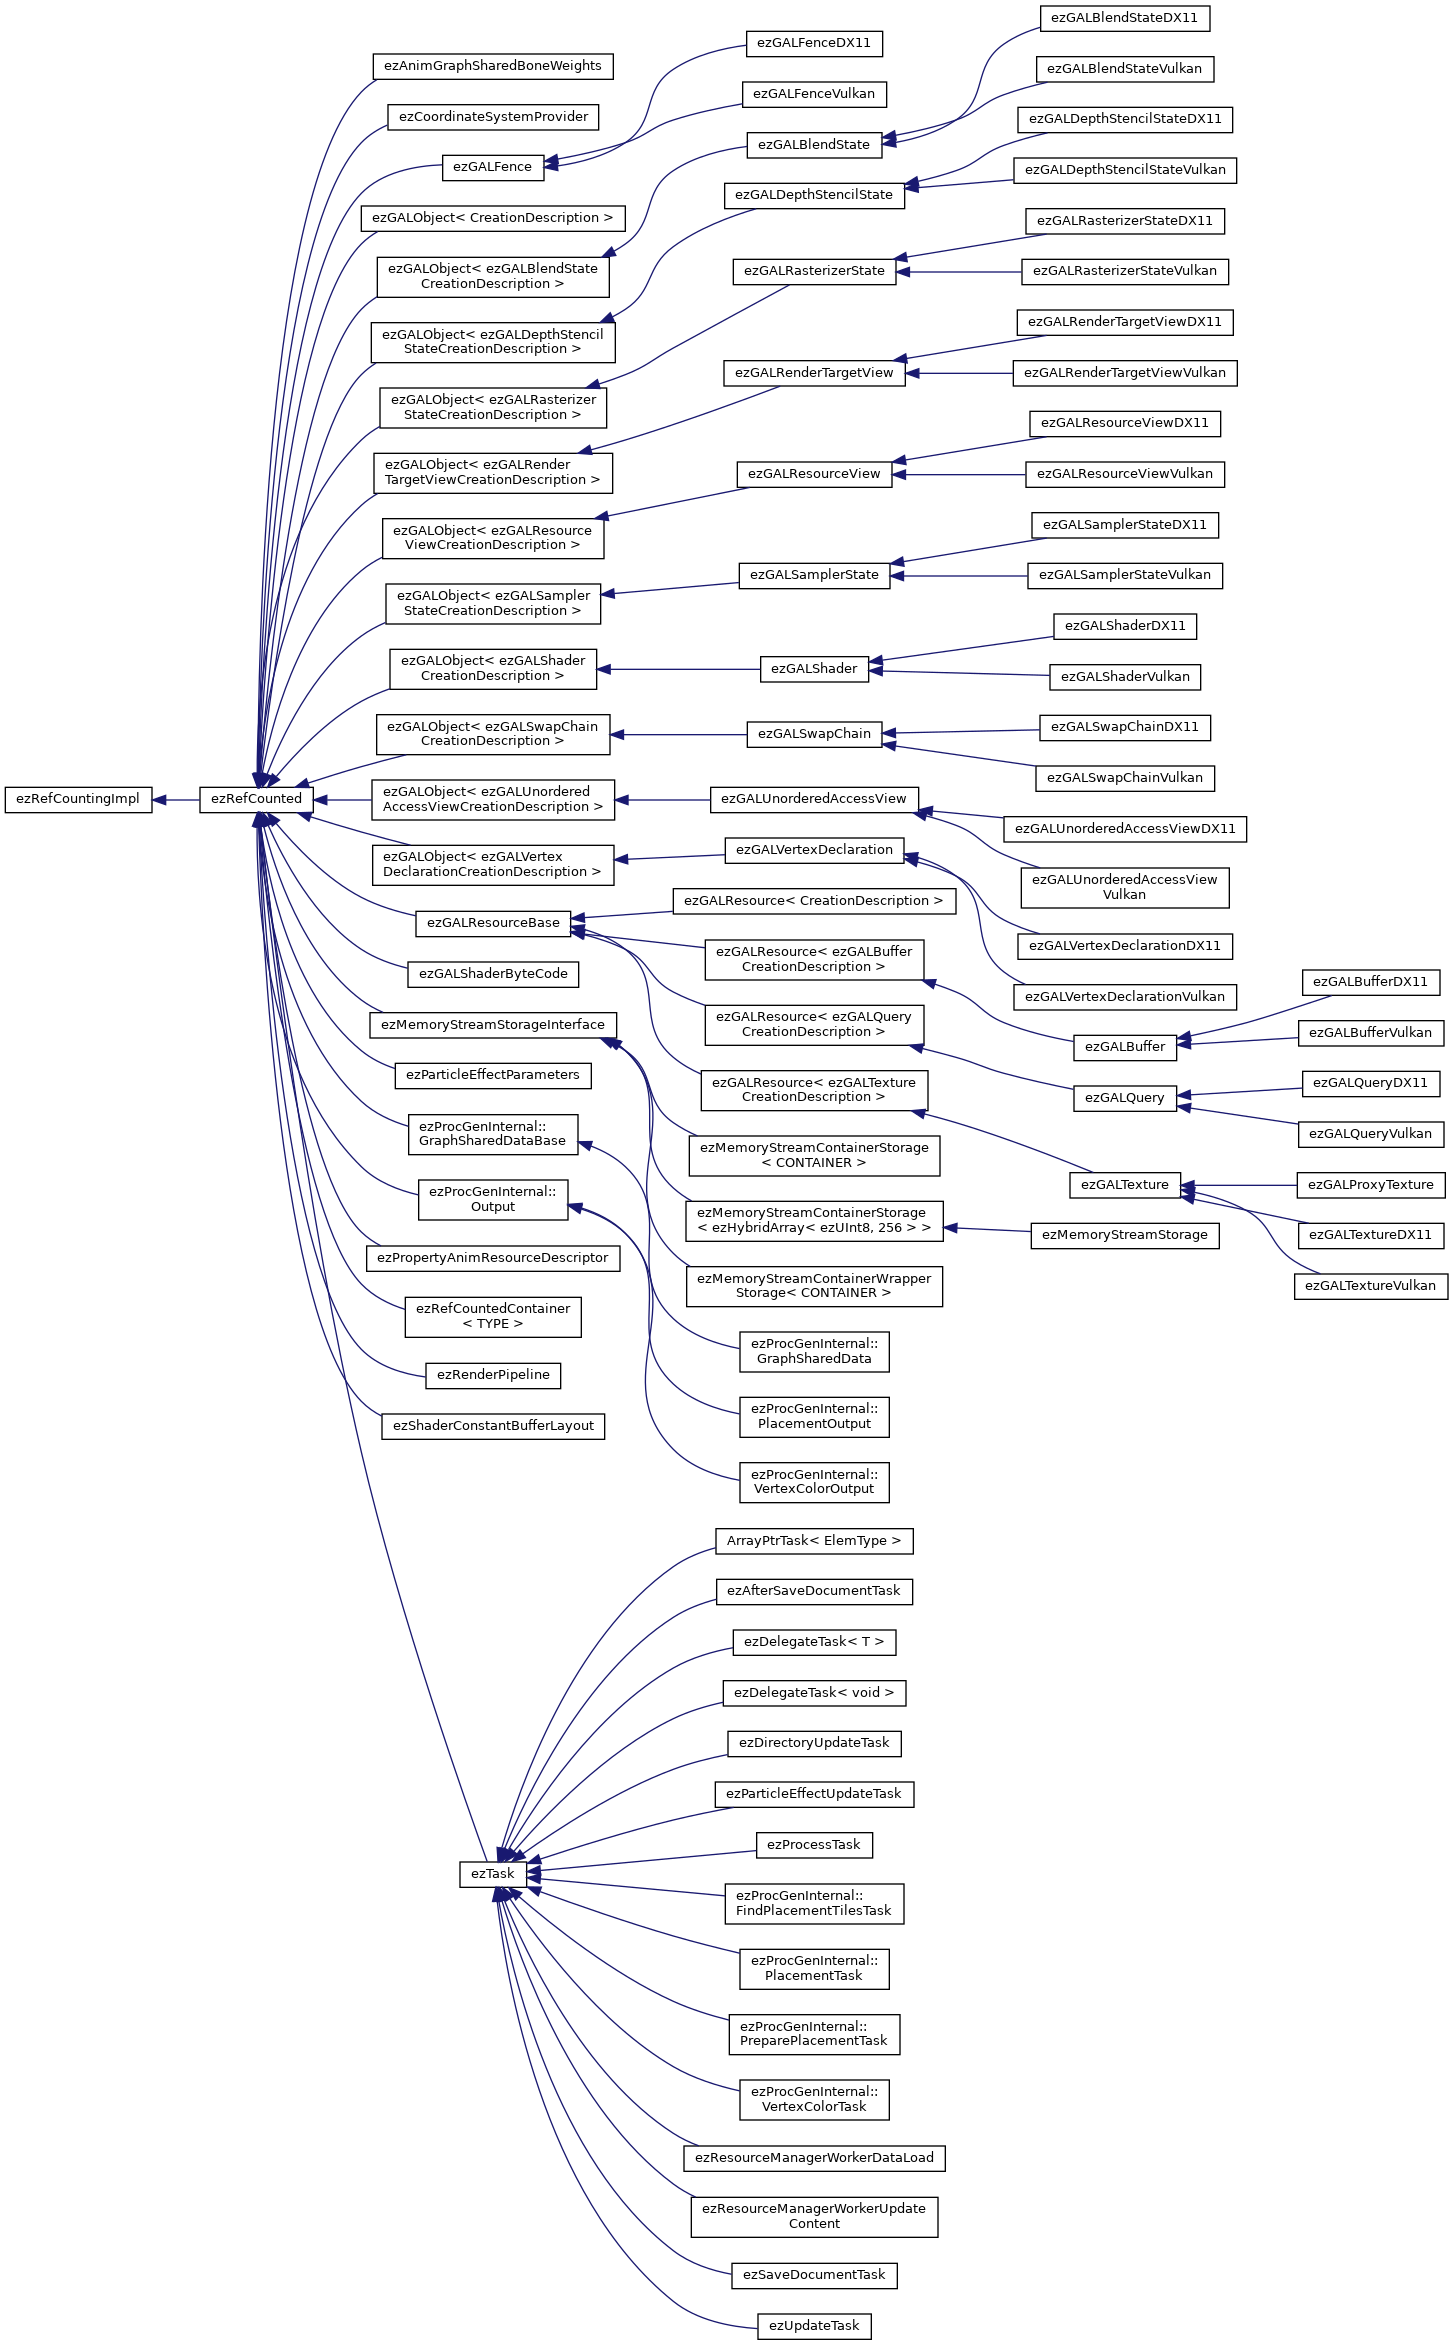 ezRefCountingImpl
ezRefCounted
ezAnimGraphSharedBoneWeights
ezCoordinateSystemProvider
ezGALFence
ezGALObject< CreationDescription >
ezGALObject< ezGALBlendState
CreationDescription >
ezGALObject< ezGALDepthStencil
StateCreationDescription >
ezGALObject< ezGALRasterizer
StateCreationDescription >
ezGALObject< ezGALRender
TargetViewCreationDescription >
ezGALObject< ezGALResource
ViewCreationDescription >
ezGALObject< ezGALSampler
StateCreationDescription >
ezGALObject< ezGALShader
CreationDescription >
ezGALObject< ezGALSwapChain
CreationDescription >
ezGALObject< ezGALUnordered
AccessViewCreationDescription >
ezGALObject< ezGALVertex
DeclarationCreationDescription >
ezGALResourceBase
ezGALShaderByteCode
ezMemoryStreamStorageInterface
ezParticleEffectParameters
ezProcGenInternal::
GraphSharedDataBase
ezProcGenInternal::
Output
ezPropertyAnimResourceDescriptor
ezRefCountedContainer
< TYPE >
ezRenderPipeline
ezShaderConstantBufferLayout
ezTask
ezGALFenceDX11
ezGALFenceVulkan
ezGALBlendState
ezGALDepthStencilState
ezGALRasterizerState
ezGALRenderTargetView
ezGALResourceView
ezGALSamplerState
ezGALShader
ezGALSwapChain
ezGALUnorderedAccessView
ezGALVertexDeclaration
ezGALResource< CreationDescription >
ezGALResource< ezGALBuffer
CreationDescription >
ezGALResource< ezGALQuery
CreationDescription >
ezGALResource< ezGALTexture
CreationDescription >
ezMemoryStreamContainerStorage
< CONTAINER >
ezMemoryStreamContainerStorage
< ezHybridArray< ezUInt8, 256 > >
ezMemoryStreamContainerWrapper
Storage< CONTAINER >
ezProcGenInternal::
GraphSharedData
ezProcGenInternal::
PlacementOutput
ezProcGenInternal::
VertexColorOutput
ArrayPtrTask< ElemType >
ezAfterSaveDocumentTask
ezDelegateTask< T >
ezDelegateTask< void >
ezDirectoryUpdateTask
ezParticleEffectUpdateTask
ezProcessTask
ezProcGenInternal::
FindPlacementTilesTask
ezProcGenInternal::
PlacementTask
ezProcGenInternal::
PreparePlacementTask
ezProcGenInternal::
VertexColorTask
ezResourceManagerWorkerDataLoad
ezResourceManagerWorkerUpdate
Content
ezSaveDocumentTask
ezUpdateTask
ezGALBlendStateDX11
ezGALBlendStateVulkan
ezGALDepthStencilStateDX11
ezGALDepthStencilStateVulkan
ezGALRasterizerStateDX11
ezGALRasterizerStateVulkan
ezGALRenderTargetViewDX11
ezGALRenderTargetViewVulkan
ezGALResourceViewDX11
ezGALResourceViewVulkan
ezGALSamplerStateDX11
ezGALSamplerStateVulkan
ezGALShaderDX11
ezGALShaderVulkan
ezGALSwapChainDX11
ezGALSwapChainVulkan
ezGALUnorderedAccessViewDX11
ezGALUnorderedAccessView
Vulkan
ezGALVertexDeclarationDX11
ezGALVertexDeclarationVulkan
ezGALBuffer
ezGALQuery
ezGALTexture
ezMemoryStreamStorage
ezGALBufferDX11
ezGALBufferVulkan
ezGALQueryDX11
ezGALQueryVulkan
ezGALProxyTexture
ezGALTextureDX11
ezGALTextureVulkan